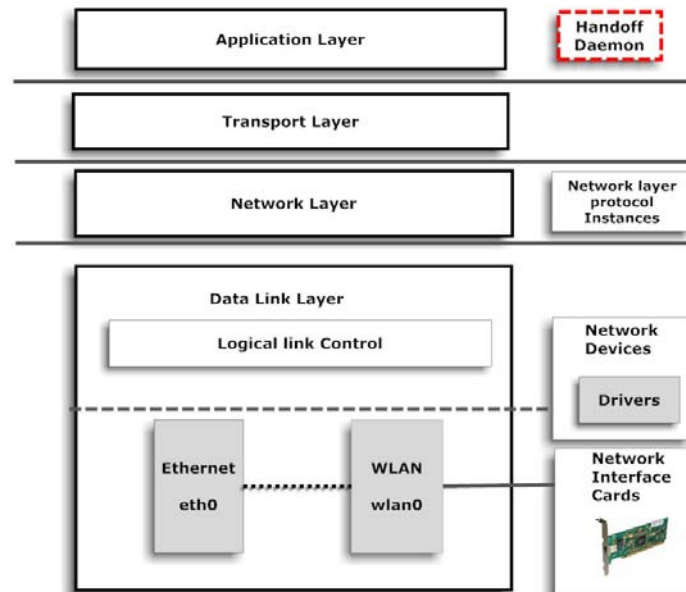 Application Layer
Handoff
Daemon
Transport Layer
Network Layer
Network layer
protocol
Instances
Data Link Layer
Logical link Control
Network
Devices
Drivers
Ethernet
eth0
WLAN
wlan0
Network
Interface
Cards